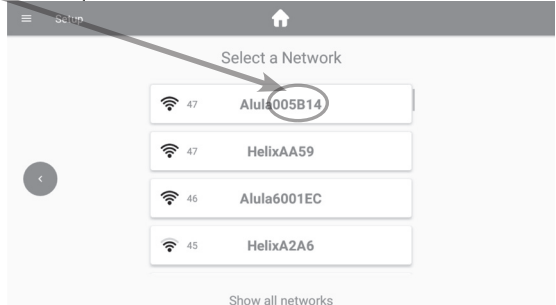 Setup
Select a Network
47 Alula005B14
47 HelixAA59
46 Alula6001EC
45 HelixA2A6
Show all networks